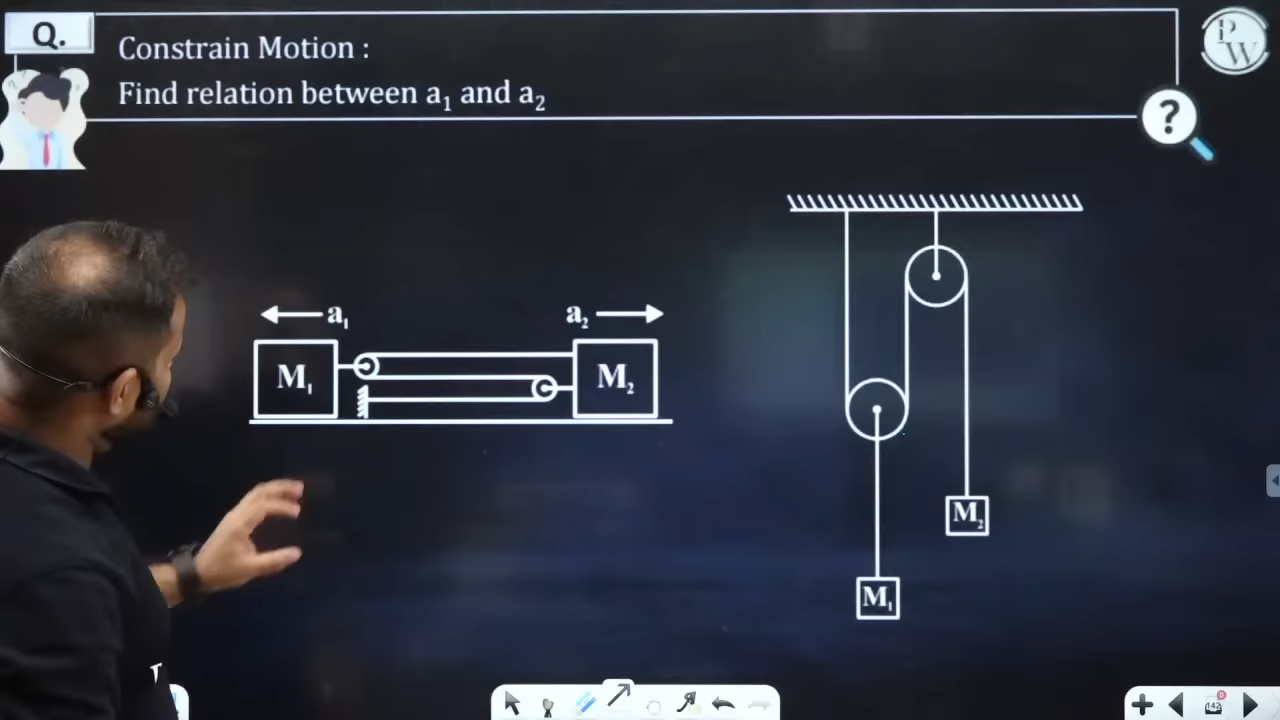 Q.
Constrain Motion :
Find relation between a₁ and a₂
PW
?
a₁
a₂
M₁
M₂
M₂
M₁